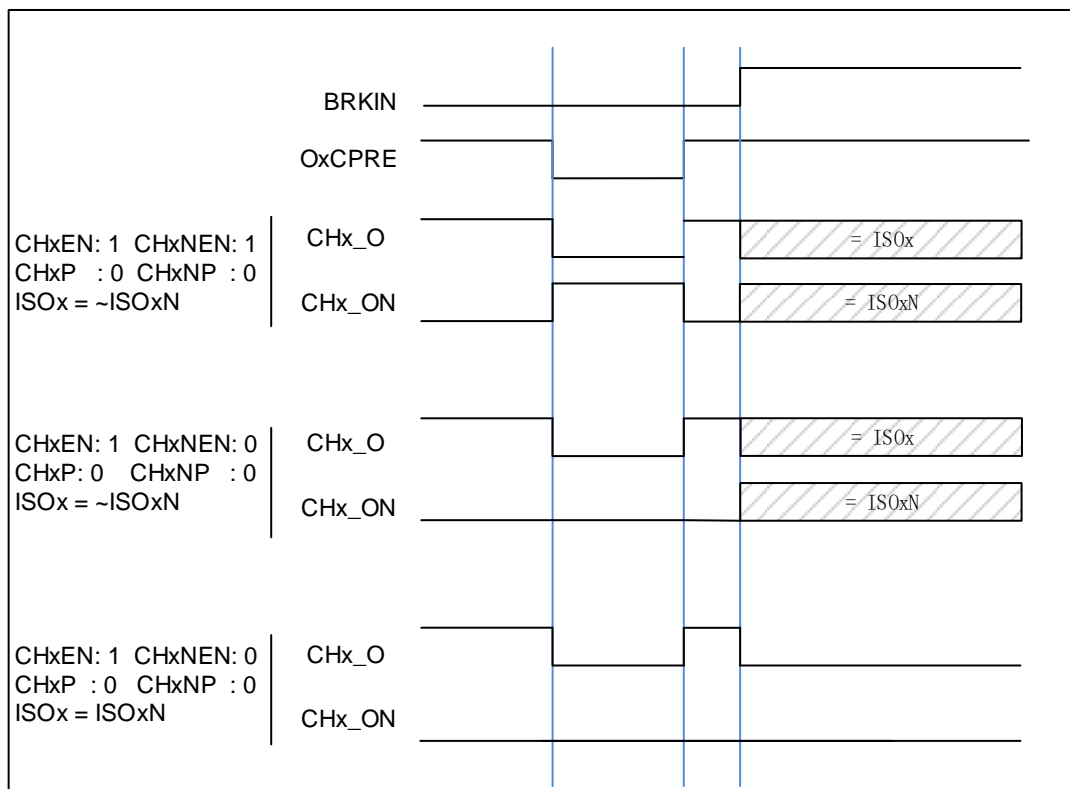 BRKIN
OxCPRE
CHxEN: 1 CHxNEN: 1
CHxP : 0 CHxNP : 0
ISOx = ~ISOxN
CHx_O
= ISOx
CHx_ON
= ISOxN
CHxEN: 1 CHxNEN: 0
CHxP: 0 CHxNP : 0
ISOx = ~ISOxN
CHx_O
= ISOx
CHx_ON
= ISOxN
CHxEN: 1 CHxNEN: 0
CHxP : 0 CHxNP : 0
ISOx = ISOxN
CHx_O
CHx_ON